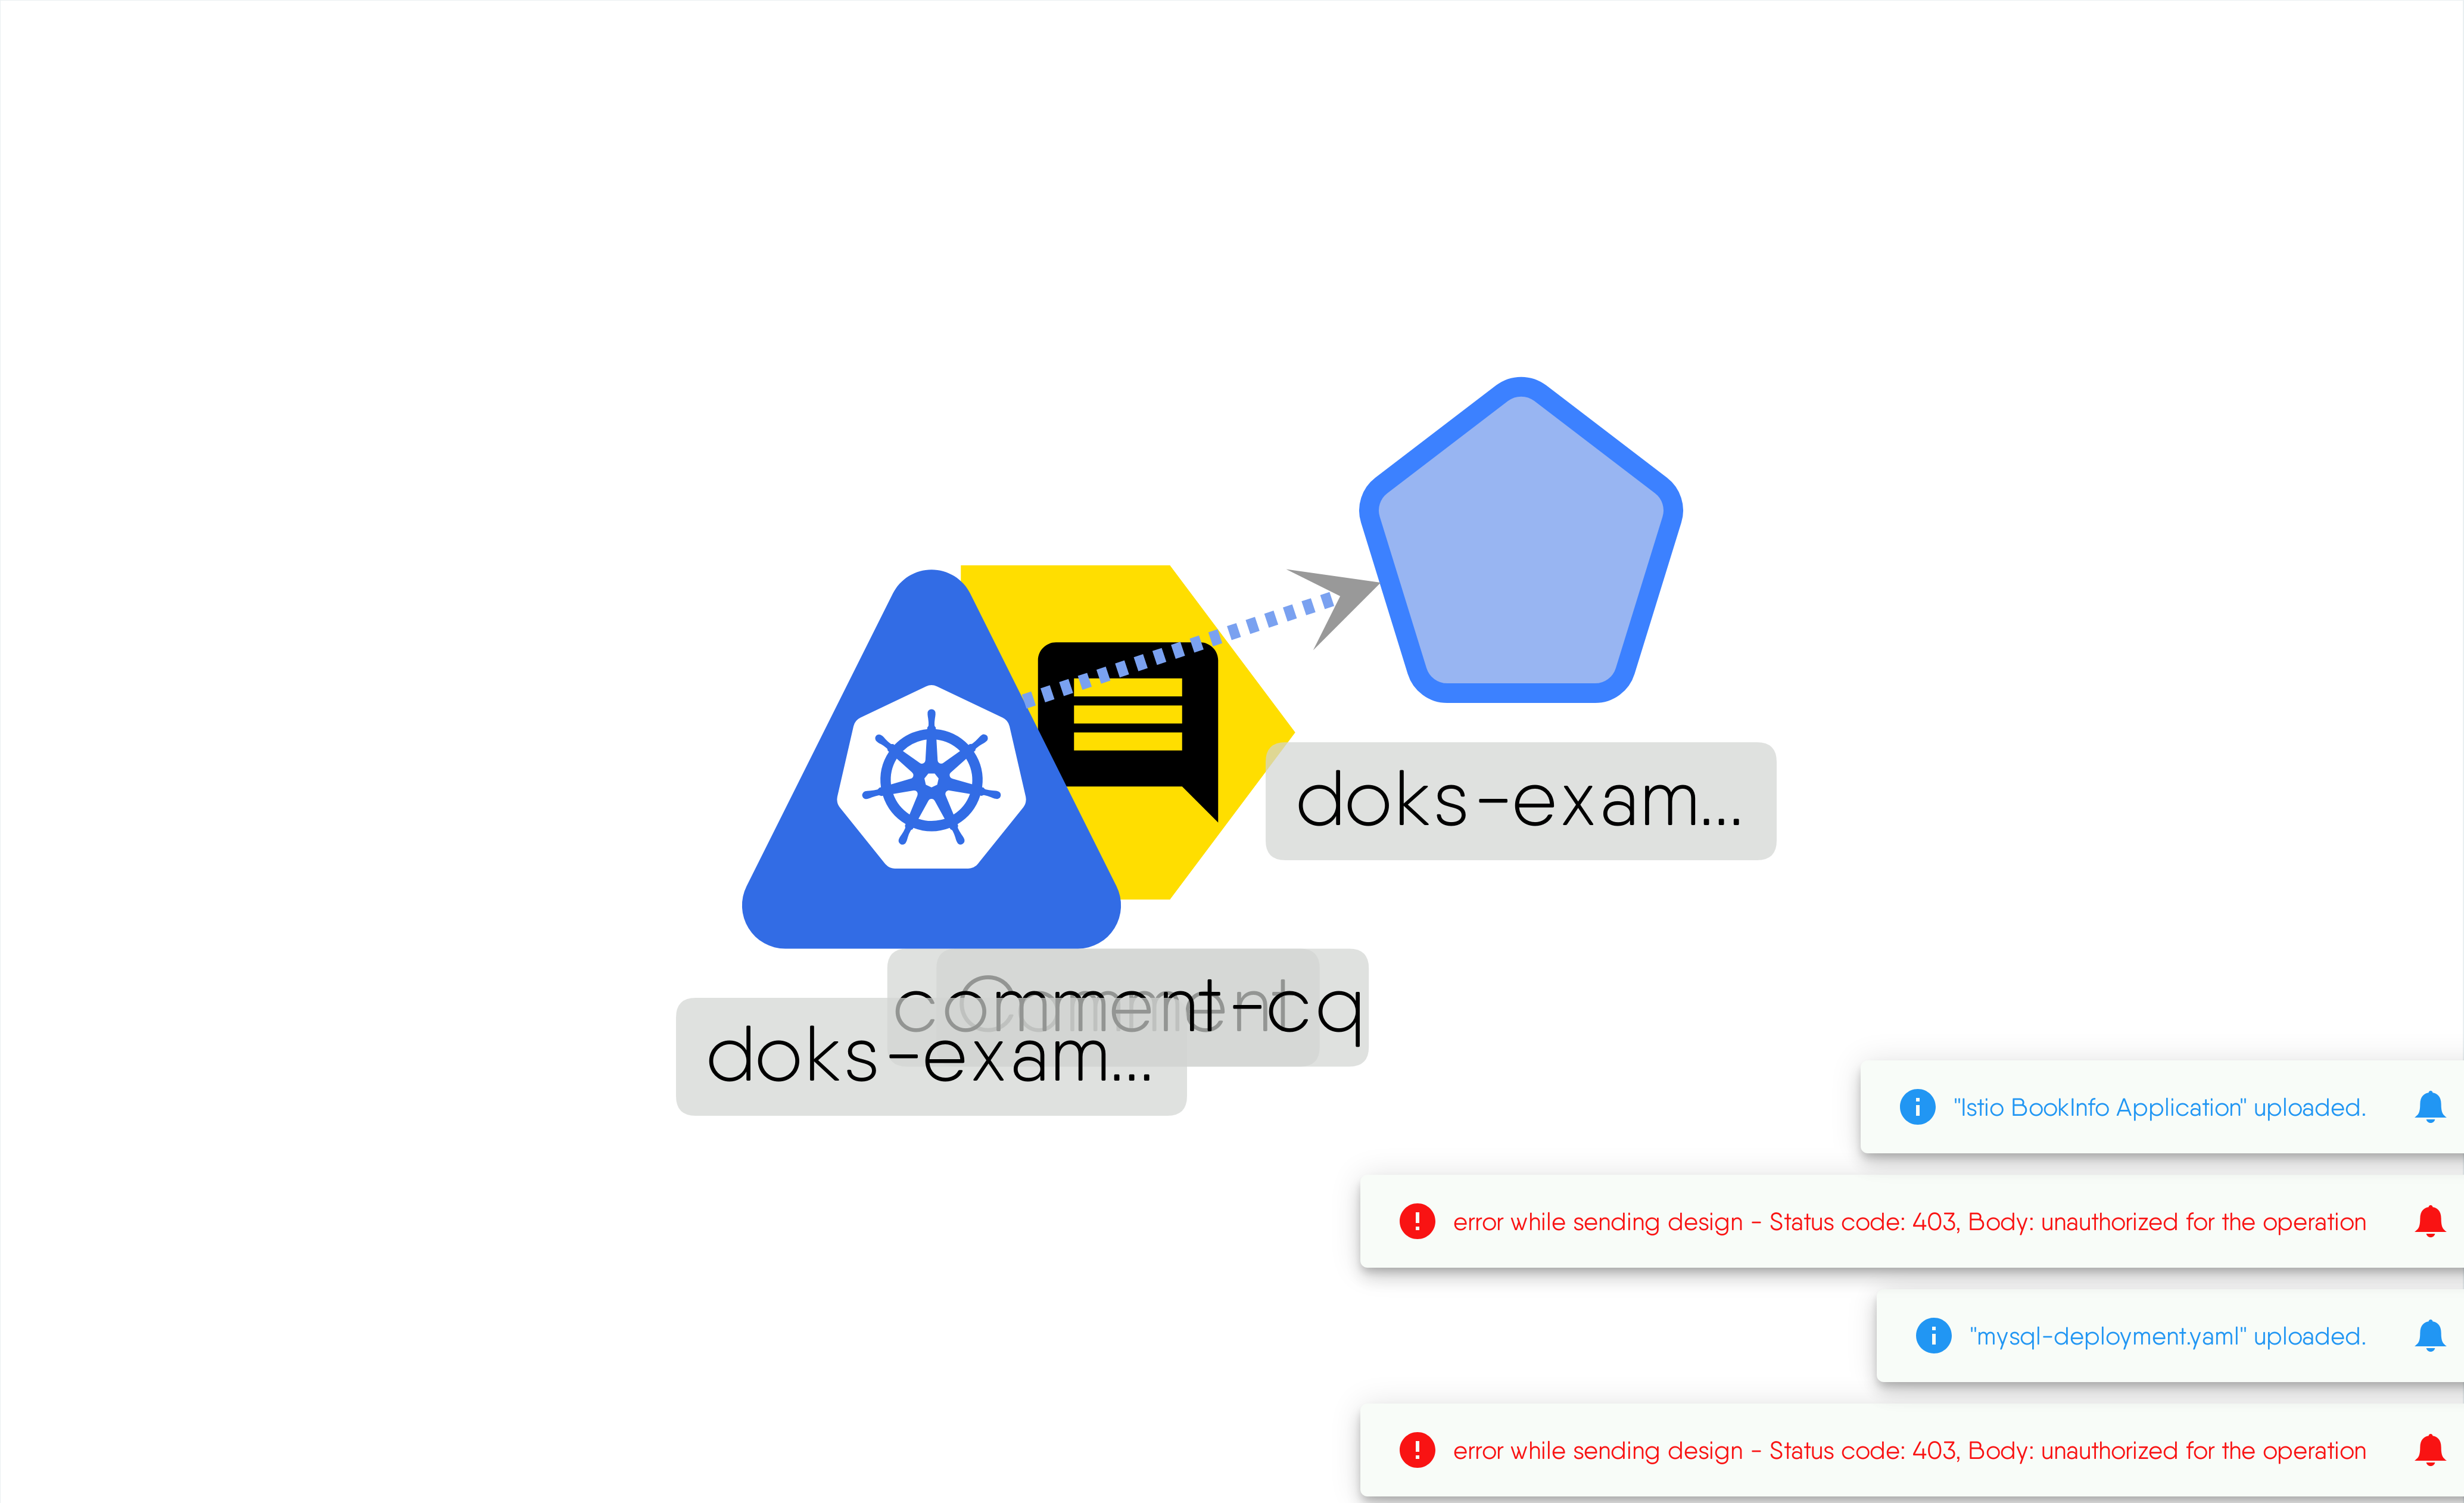 doks-exam...
Comment
comment-cq
doks-exam...
"Istio BookInfo Application" uploaded.
error while sending design - Status code: 403, Body: unauthorized for the operation
"mysql-deployment.yaml" uploaded.
error while sending design - Status code: 403, Body: unauthorized for the operation